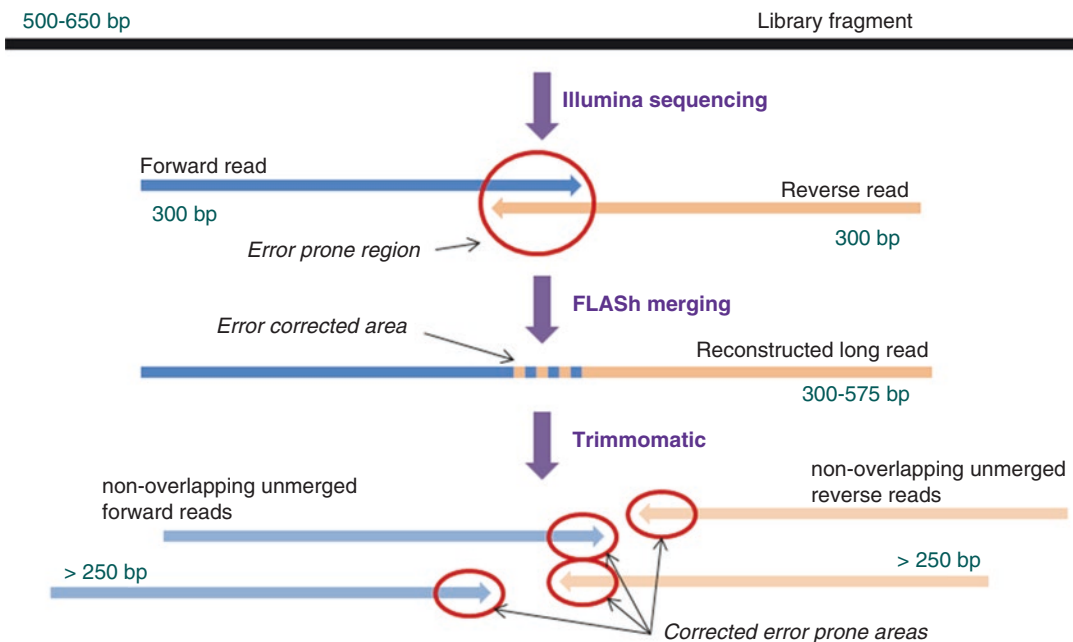 500-650 bp
Library fragment
Illumina sequencing
Forward read
Reverse read
300 bp
300 bp
Error prone region
FLASh merging
Error corrected area
Reconstructed long read
300-575 bp
Trimmomatic
non-overlapping unmerged
forward reads
non-overlapping unmerged
reverse reads
> 250 bp
> 250 bp
Corrected error prone areas